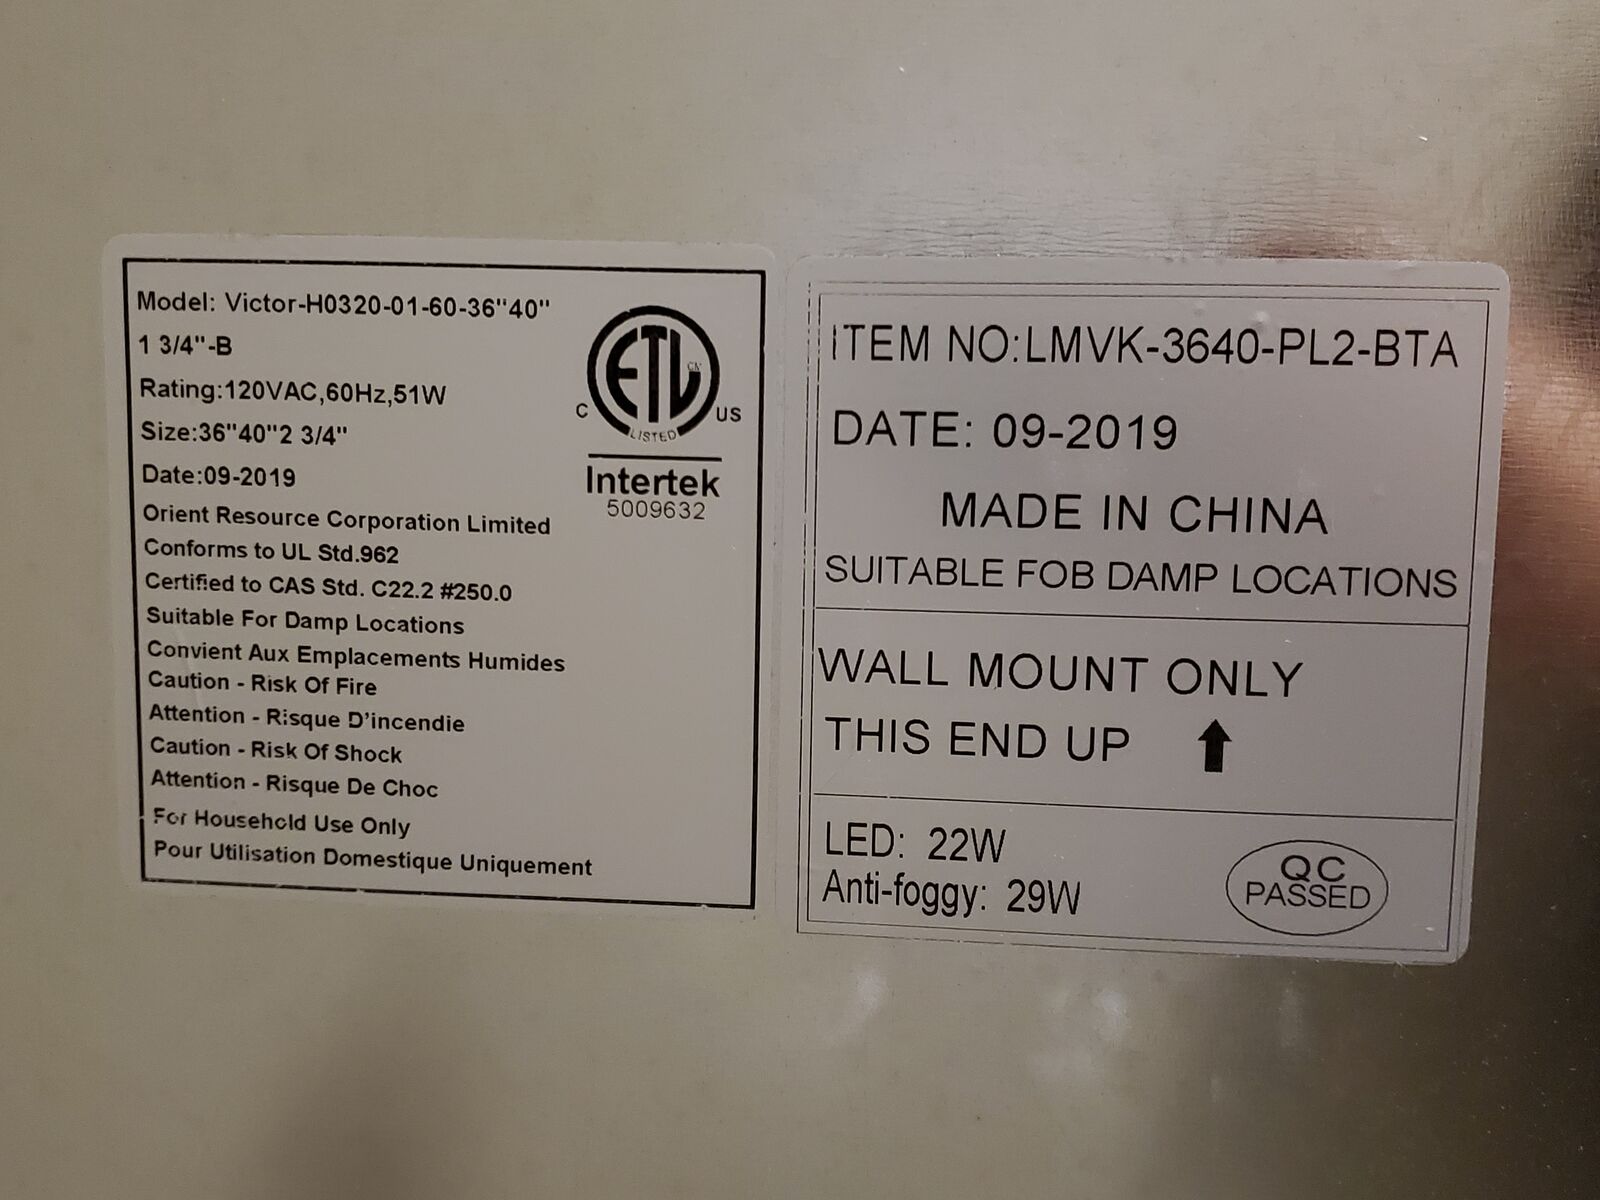 Model: Victor-H0320-01-60-36"40"
1 3/4"-B
Rating:120VAC,60Hz,51W
Size:36"40"2 3/4"
Date:09-2019
Orient Resource Corporation Limited
Conforms to UL Std.962
Certified to CAS Std. C22.2 #250.0
Suitable For Damp Locations
Convient Aux Emplacements Humides
Caution - Risk Of Fire
Attention - Risque D'incendie
Caution - Risk Of Shock
Attention - Risque De Choc
For Household Use Only
Pour Utilisation Domestique Uniquement
ETL CM
C LISTED US
Intertek
5009632
ITEM NO:LMVK-3640-PL2-BTA
DATE: 09-2019
MADE IN CHINA
SUITABLE FOB DAMP LOCATIONS
WALL MOUNT ONLY
THIS END UP
LED: 22W
Anti-foggy: 29W
QC
PASSED